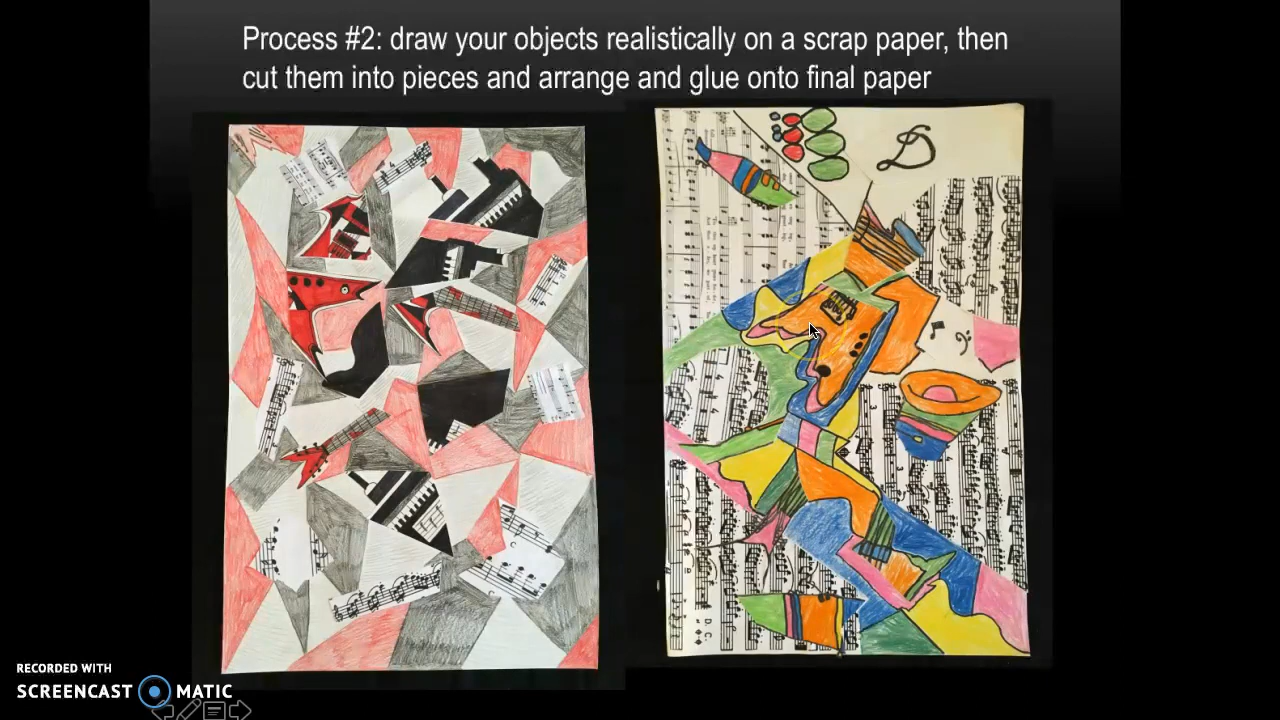 Process #2: draw your objects realistically on a scrap paper, then
cut them into pieces and arrange and glue onto final paper
D.C.
RECORDED WITH
SCREENCAST MATIC